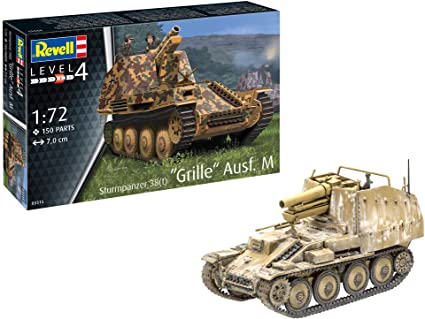 Revell
LEVEL 4
1:72
150 PARTS
7,0 cm
Sturmpanzer 38(t)
"Grille" Ausf. M